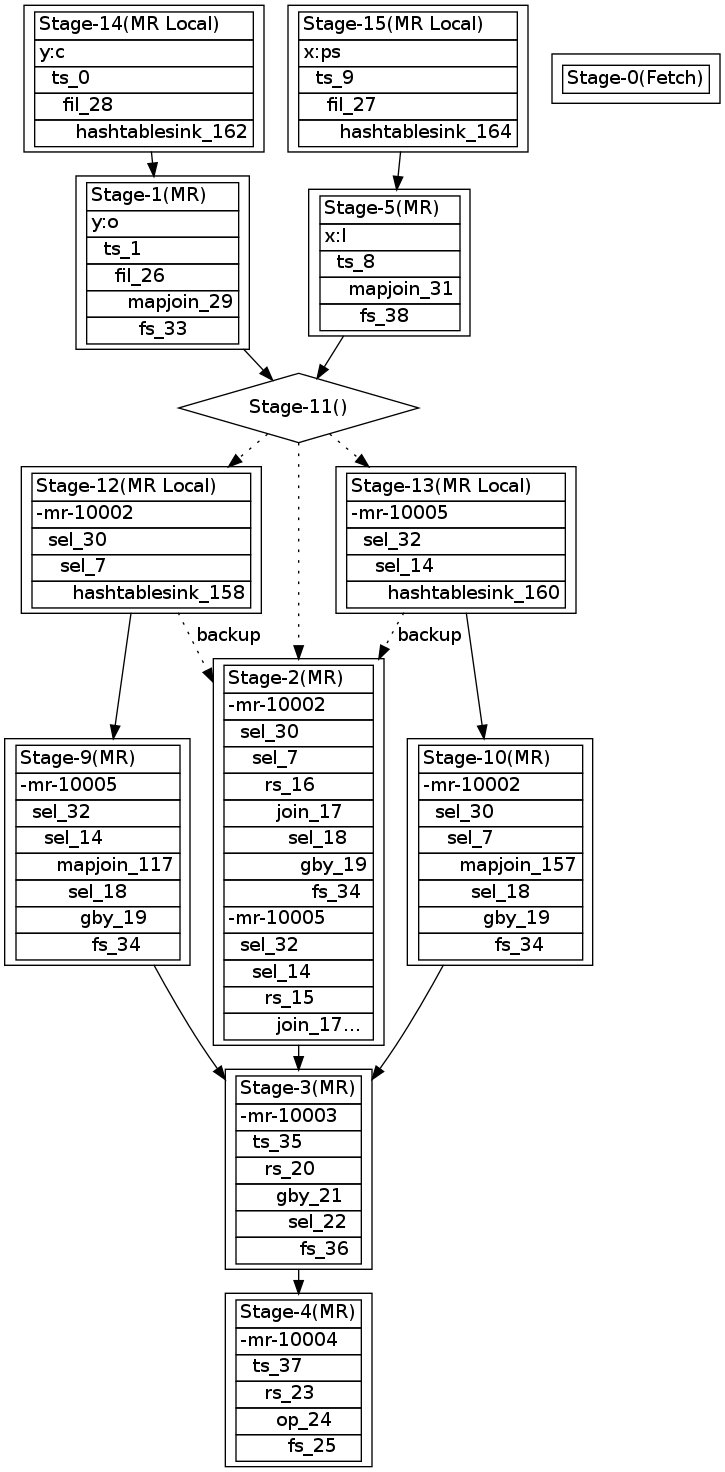 Stage-14(MR Local)
y:c
ts_0
fil_28
hashtablesink_162
Stage-15(MR Local)
x:ps
ts_9
fil_27
hashtablesink_164
Stage-0(Fetch)
Stage-1(MR)
y:o
ts_1
fil_26
mapjoin_29
fs_33
Stage-5(MR)
x:l
ts_8
mapjoin_31
fs_38
Stage-11()
Stage-12(MR Local)
-mr-10002
sel_30
sel_7
hashtablesink_158
Stage-13(MR Local)
-mr-10005
sel_32
sel_14
hashtablesink_160
backup
backup
Stage-9(MR)
-mr-10005
sel_32
sel_14
mapjoin_117
sel_18
gby_19
fs_34
Stage-2(MR)
-mr-10002
sel_30
sel_7
rs_16
join_17
sel_18
gby_19
fs_34
-mr-10005
sel_32
sel_14
rs_15
join_17...
Stage-10(MR)
-mr-10002
sel_30
sel_7
mapjoin_157
sel_18
gby_19
fs_34
Stage-3(MR)
-mr-10003
ts_35
rs_20
gby_21
sel_22
fs_36
Stage-4(MR)
-mr-10004
ts_37
rs_23
op_24
fs_25